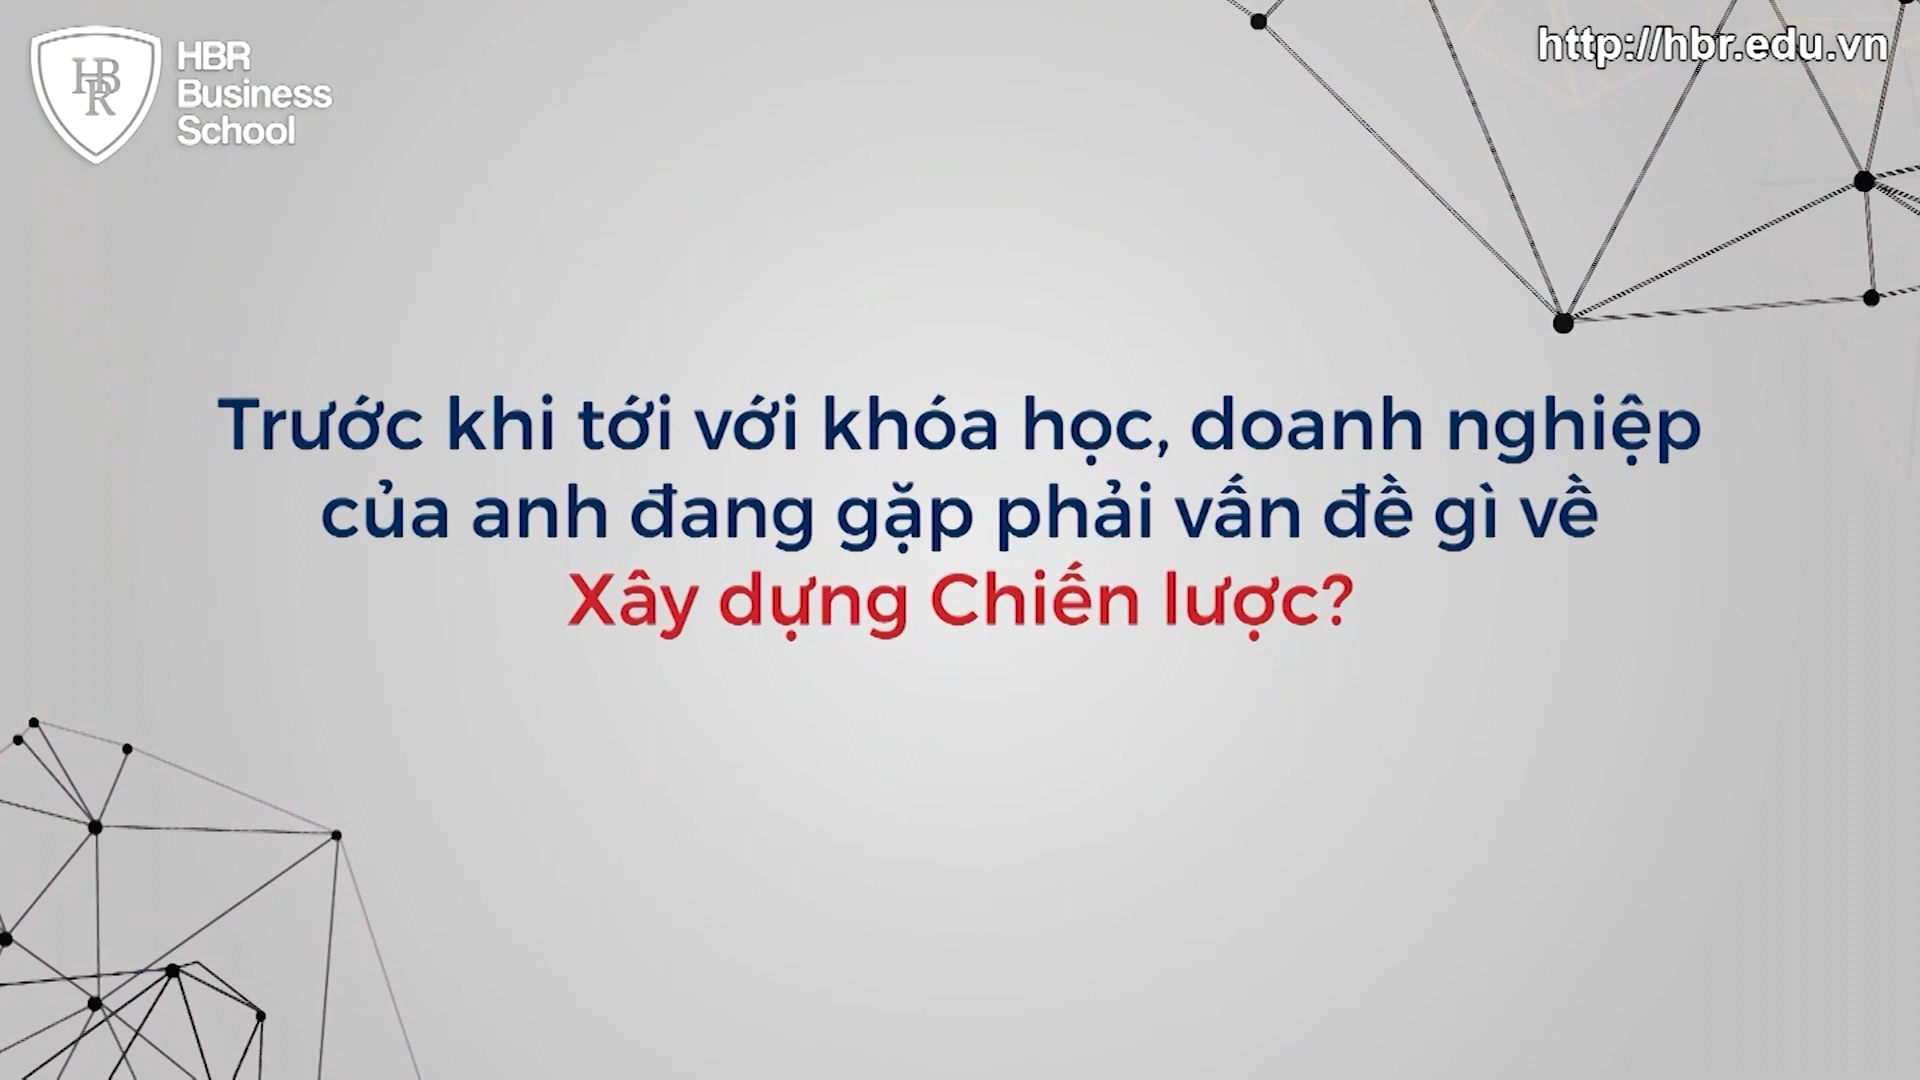 HBR
Business
School
http://hbr.edu.vn
Trước khi tới với khóa học, doanh nghiệp
của anh đang gặp phải vấn đề gì về
Xây dựng Chiến lược?